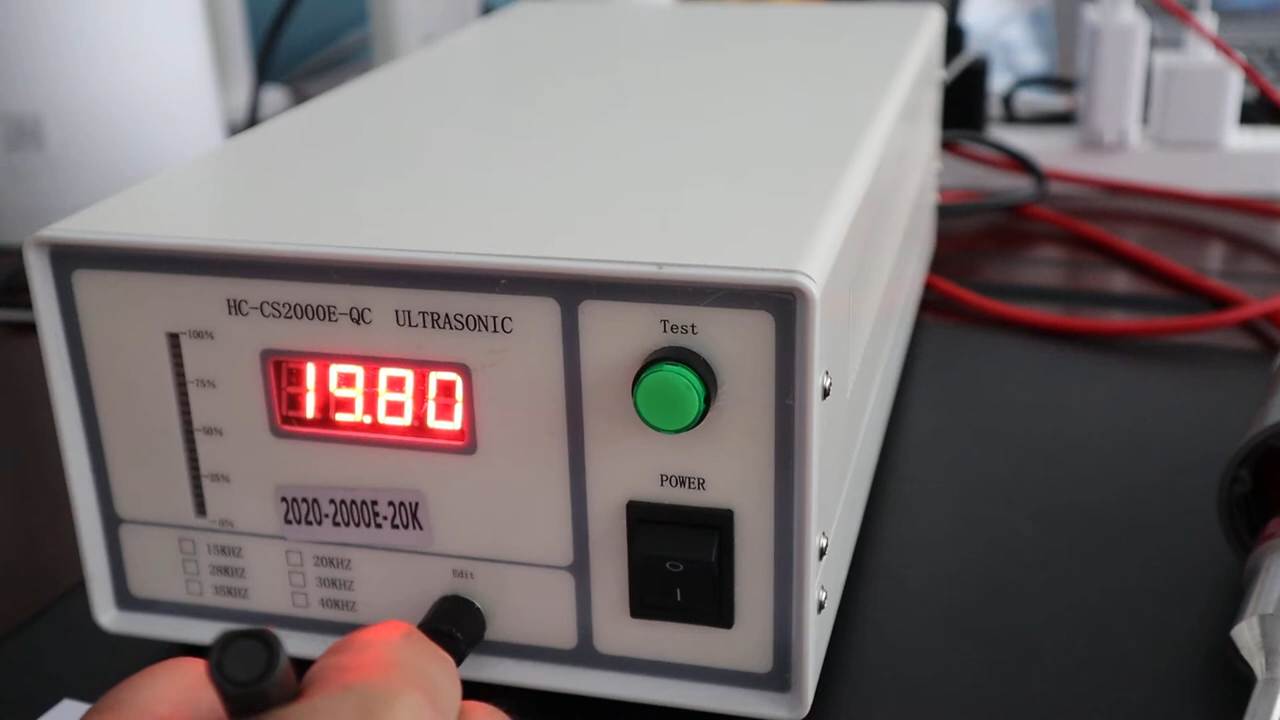 HC-CS2000E-QC ULTRASONIC
100%
75%
50%
25%
0%
19.80
2020-2000E-20K
15KHZ
20KHZ
28KHZ
30KHZ
35KHZ
40KHZ
Edit
Test
POWER